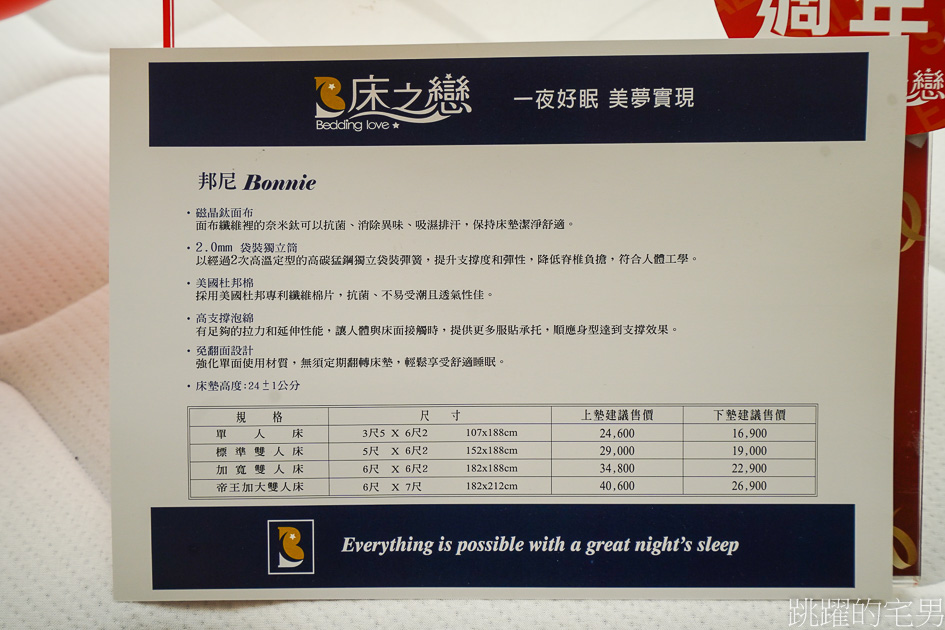 週年
之戀
床之戀
Bedding love
一夜好眠 美夢實現
邦尼 Bonnie
・磁晶鈦面布
面布纖維裡的奈米鈦可以抗菌、消除異味、吸濕排汗，保持床墊潔淨舒適。
・2.0mm 袋裝獨立筒
以經過2次高溫定型的高碳猛鋼獨立袋裝彈簧，提升支撐度和彈性，降低脊椎負擔，符合人體工學。
・美國杜邦棉
採用美國杜邦專利纖維棉片，抗菌、不易受潮且透氣性佳。
・高支撐泡綿
有足夠的拉力和延伸性能，讓人體與床面接觸時，提供更多服貼承托，順應身型達到支撐效果。
・免翻面設計
強化單面使用材質，無須定期翻轉床墊，輕鬆享受舒適睡眠。
・床墊高度:24±1公分
規格 尺寸 上墊建議售價 下墊建議售價
單人床 3尺5 X 6尺2 107x188cm 24,600 16,900
標準雙人床 5尺 X 6尺2 152x188cm 29,000 19,000
加寬雙人床 6尺 X 6尺2 182x188cm 34,800 22,900
帝王加大雙人床 6尺 X 7尺 182x212cm 40,600 26,900
B
Everything is possible with a great night's sleep
跳躍的宅男